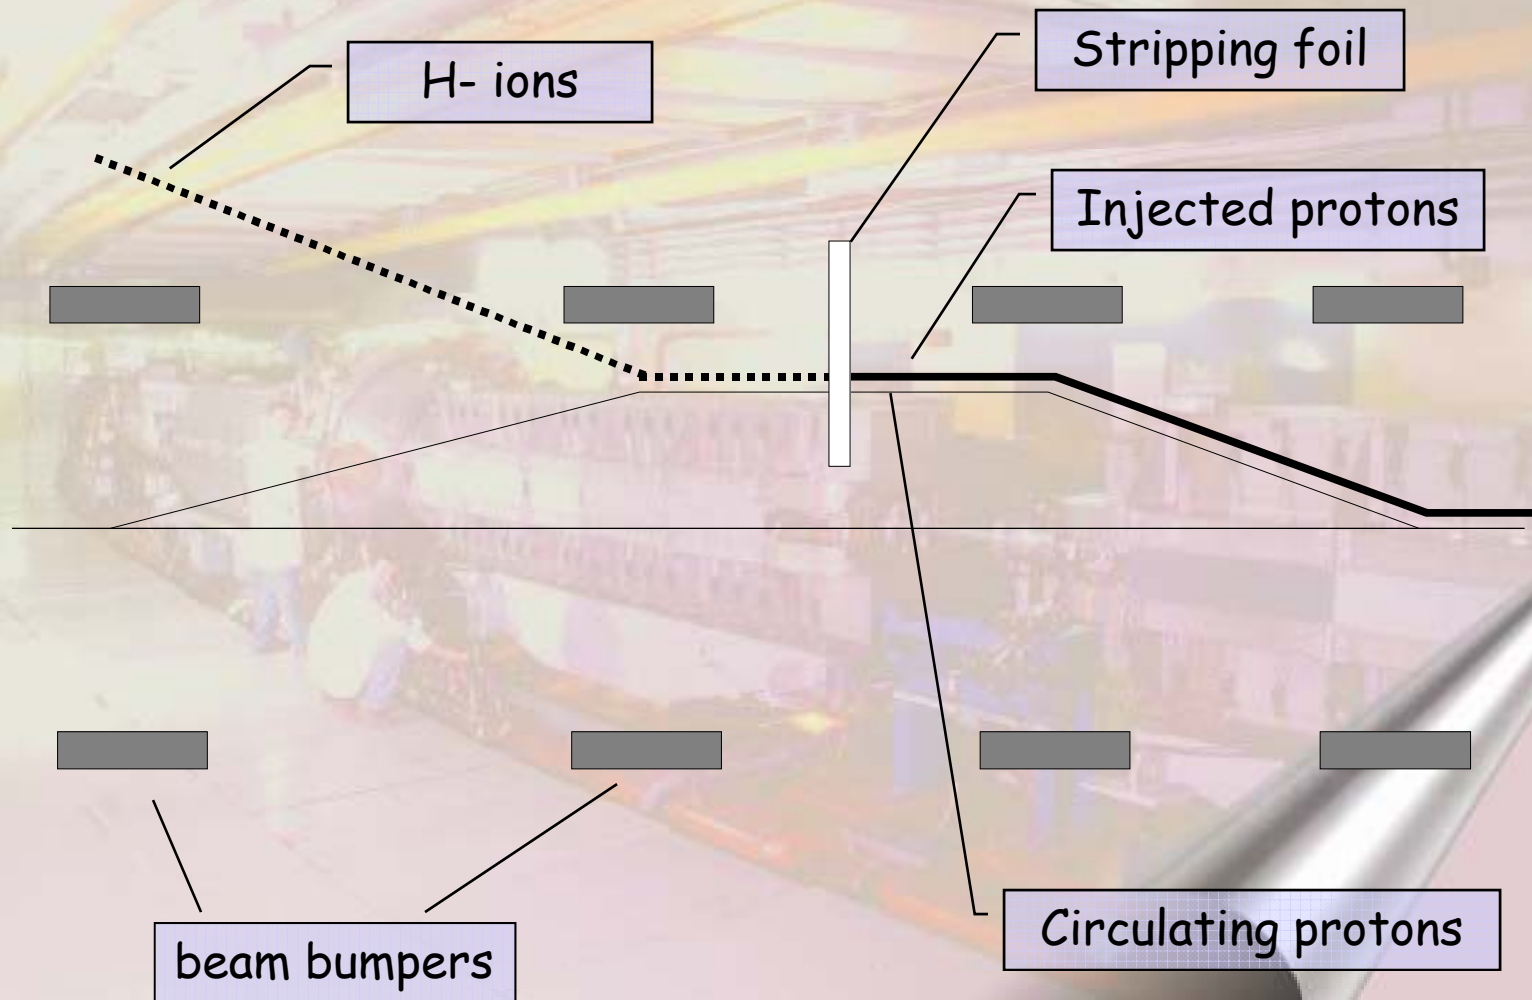 Stripping foil
H- ions
Injected protons
Circulating protons
beam bumpers